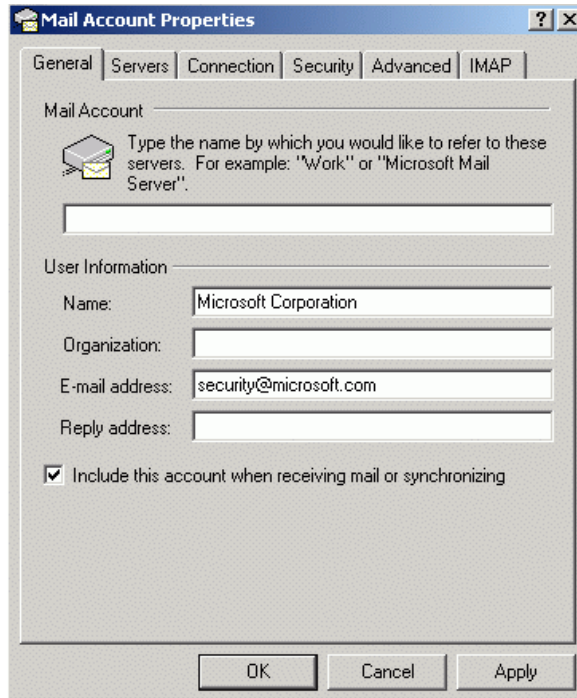 Mail Account Properties
General Servers Connection Security Advanced IMAP
Mail Account
Type the name by which you would like to refer to these
servers. For example: "Work" or "Microsoft Mail
Server".
User Information
Name: Microsoft Corporation
Organization:
E-mail address: security@microsoft.com
Reply address:
Include this account when receiving mail or synchronizing
OK Cancel Apply